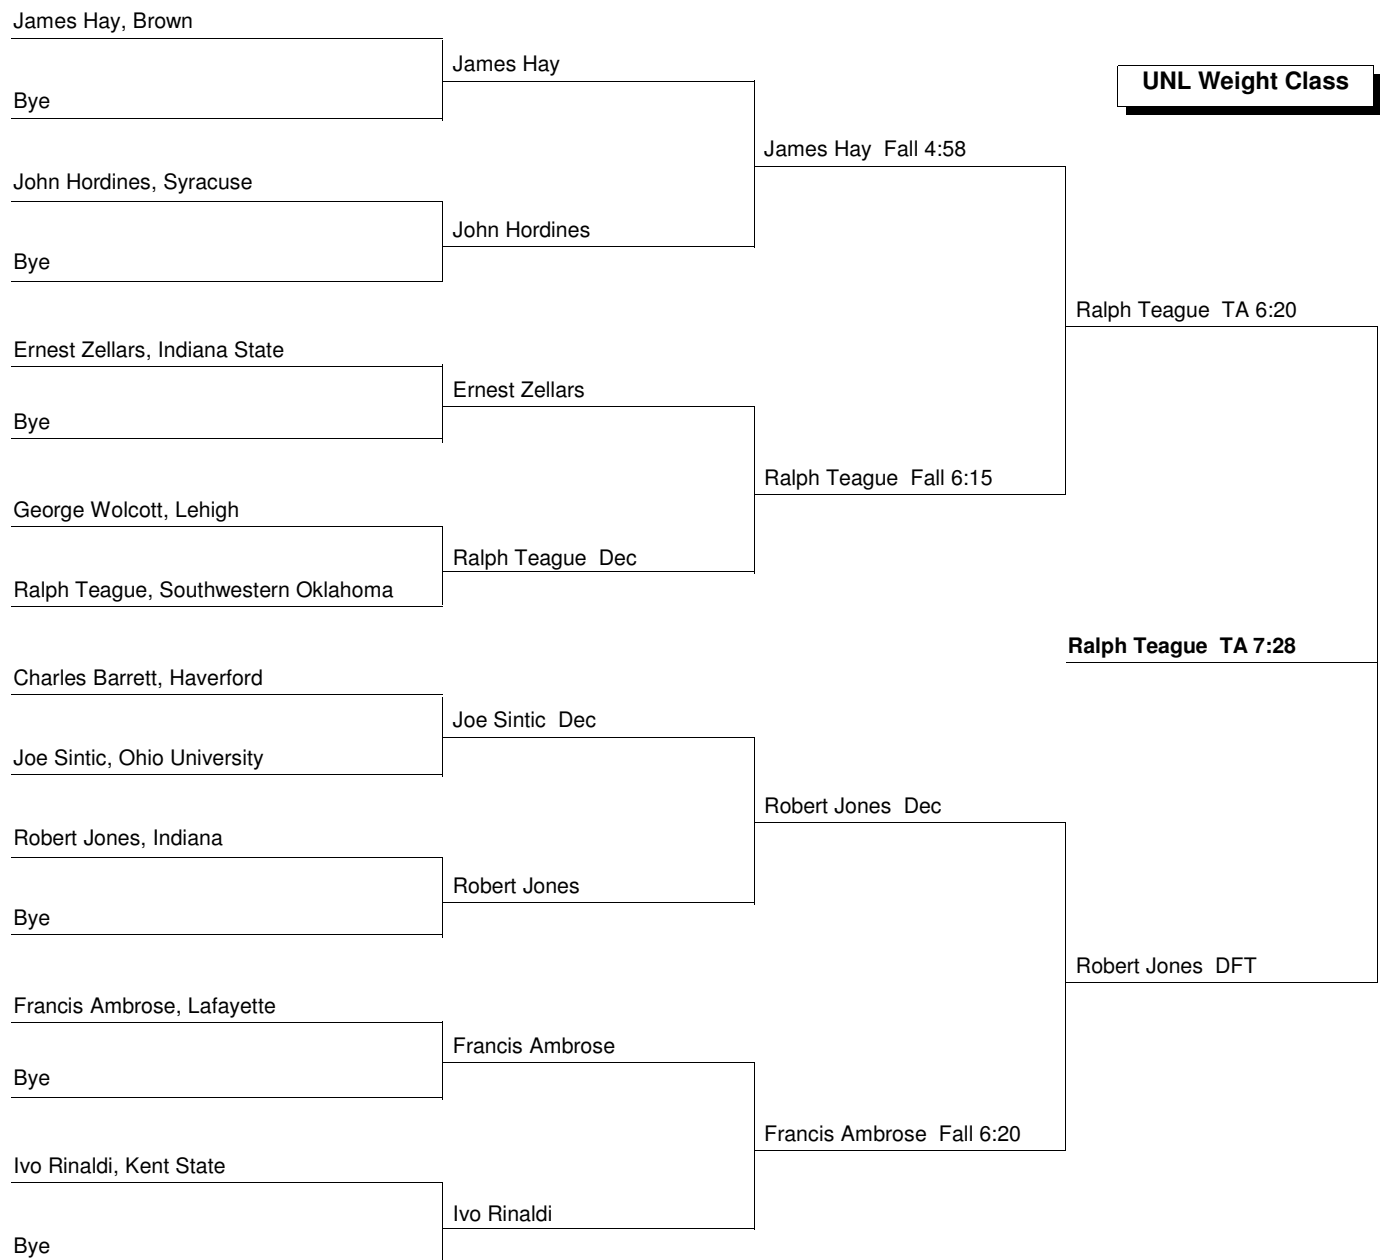 James Hay, Brown
James Hay
UNL Weight Class
Bye
James Hay  Fall 4:58
John Hordines, Syracuse
John Hordines
Bye
Ralph Teague  TA 6:20
Ernest Zellars, Indiana State
Ernest Zellars
Bye
Ralph Teague  Fall 6:15
George Wolcott, Lehigh
Ralph Teague  Dec
Ralph Teague, Southwestern Oklahoma
Ralph Teague  TA 7:28
Charles Barrett, Haverford
Joe Sintic  Dec
Joe Sintic, Ohio University
Robert Jones  Dec
Robert Jones, Indiana
Robert Jones
Bye
Robert Jones  DFT
Francis Ambrose, Lafayette
Francis Ambrose
Bye
Francis Ambrose  Fall 6:20
Ivo Rinaldi, Kent State
Ivo Rinaldi
Bye